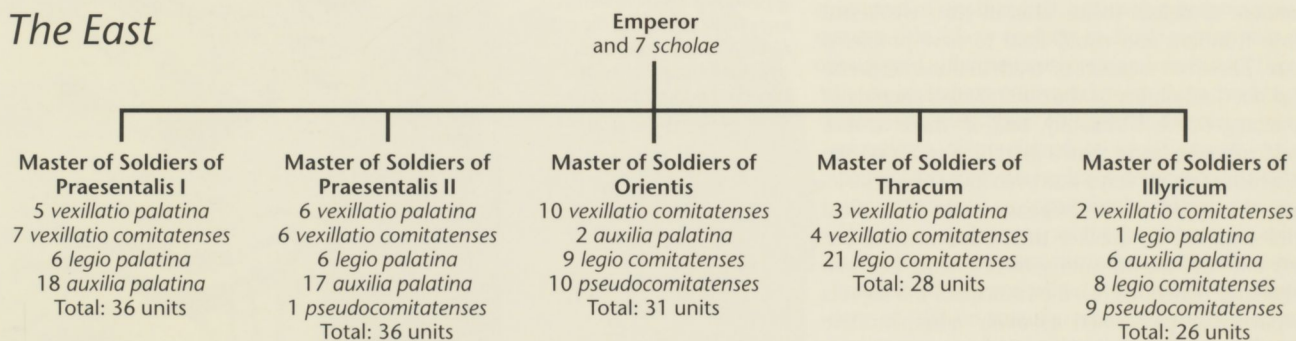 The East
Emperor
and 7 scholae
Master of Soldiers of
Praesentalis I
5 vexillatio palatina
7 vexillatio comitatenses
6 legio palatina
18 auxilia palatina
Total: 36 units
Master of Soldiers of
Praesentalis II
6 vexillatio palatina
6 vexillatio comitatenses
6 legio palatina
17 auxilia palatina
1 pseudocomitatenses
Total: 36 units
Master of Soldiers of
Orientis
10 vexillatio comitatenses
2 auxilia palatina
9 legio comitatenses
10 pseudocomitatenses
Total: 31 units
Master of Soldiers of
Thracum
3 vexillatio palatina
4 vexillatio comitatenses
21 legio comitatenses
Total: 28 units
Master of Soldiers of
Illyricum
2 vexillatio comitatenses
1 legio palatina
6 auxilia palatina
8 legio comitatenses
9 pseudocomitatenses
Total: 26 units